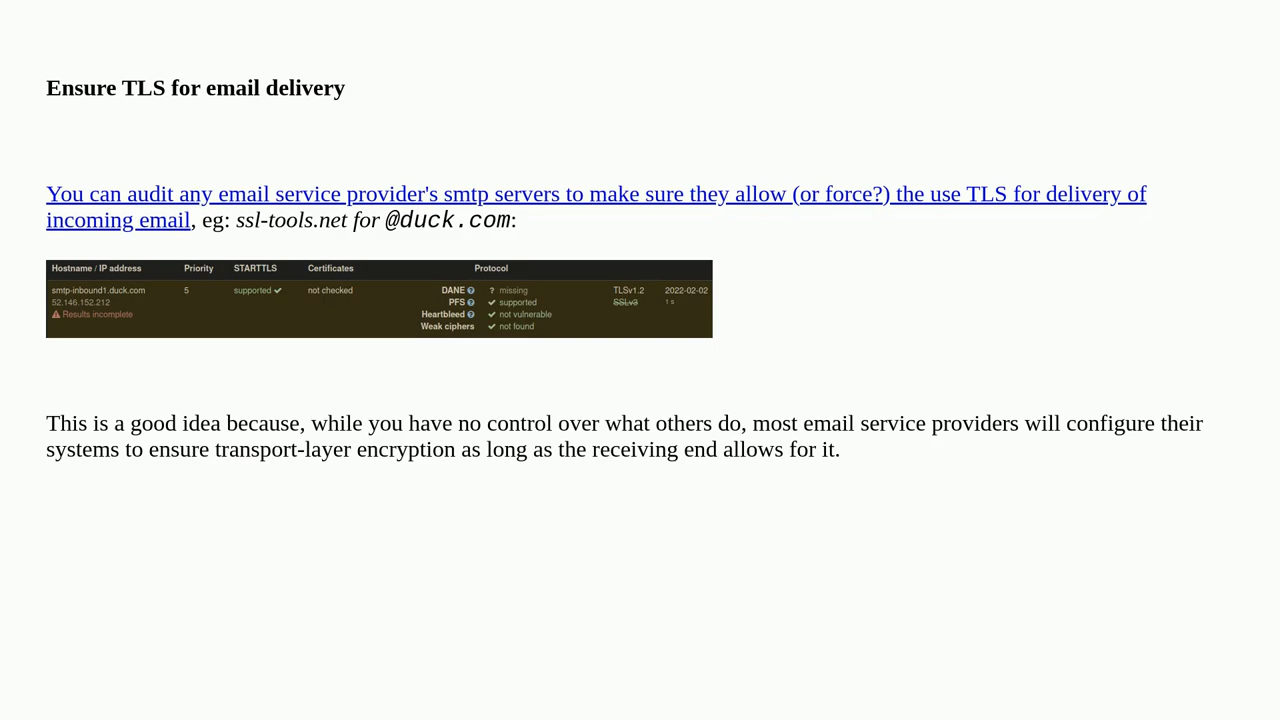 Ensure TLS for email delivery
You can audit any email service provider's smtp servers to make sure they allow (or force?) the use TLS for delivery of
incoming email, eg: ssl-tools.net for @duck.com:
Hostname / IP address Priority STARTTLS Certificates Protocol
smtp-inbound1.duck.com 5 supported ✔ not checked DANE ? missing TLSv1.2 2022-02-02
52.146.152.212 PFS ✔ supported SSLv3 1 s
Results incomplete Heartbleed ✔ not vulnerable
Weak ciphers ✔ not found
This is a good idea because, while you have no control over what others do, most email service providers will configure their
systems to ensure transport-layer encryption as long as the receiving end allows for it.